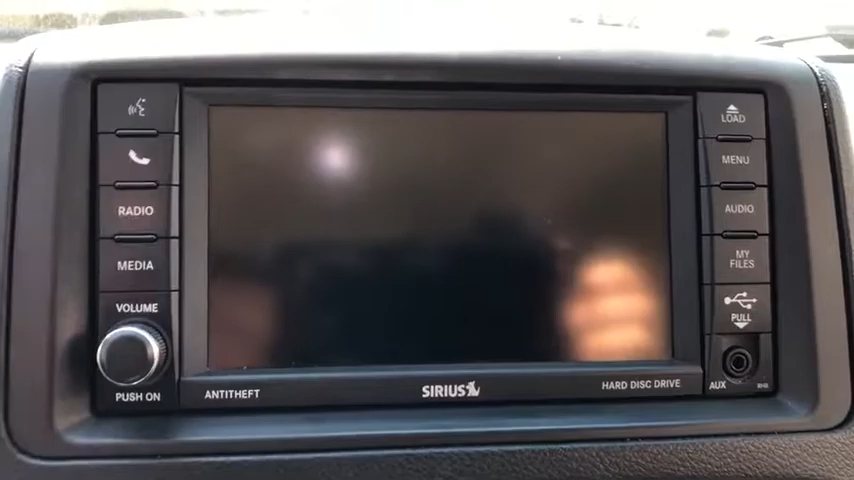 RADIO
MEDIA
VOLUME
PUSH ON
ANTITHEFT
SIRIUS
HARD DISC DRIVE
LOAD
MENU
AUDIO
MY
FILES
PULL
AUX